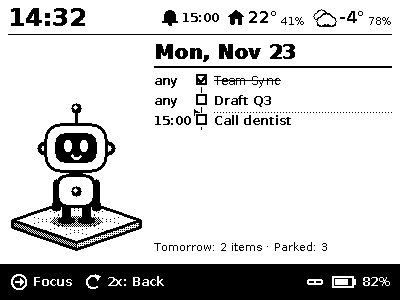 14:32 15:00 22° 41% -4° 78%
Mon, Nov 23
any Team Sync
any Draft Q3
15:00 Call dentist
Tomorrow: 2 items · Parked: 3
Focus 2x: Back 82%